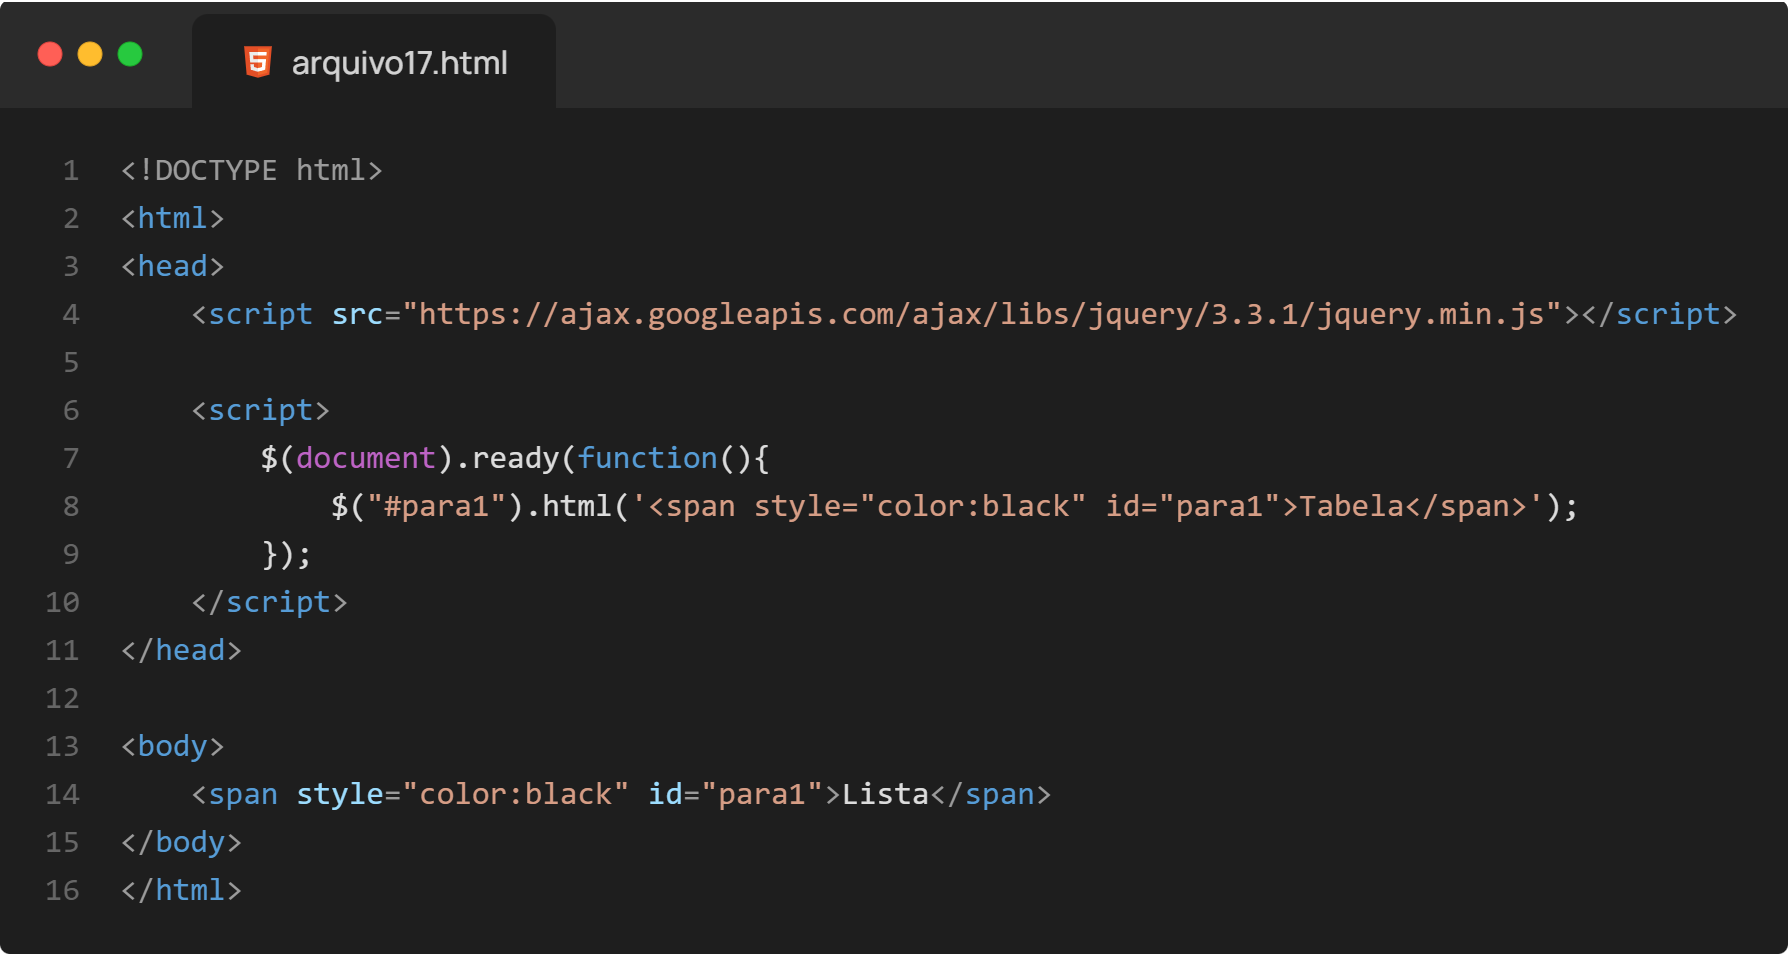 arquivo17.html
1 <!DOCTYPE html>
2 <html>
3 <head>
4     <script src="https://ajax.googleapis.com/ajax/libs/jquery/3.3.1/jquery.min.js"></script>
5
6     <script>
7         $(document).ready(function(){
8             $("#para1").html('<span style="color:black" id="para1">Tabela</span>');
9         });
10     </script>
11 </head>
12
13 <body>
14     <span style="color:black" id="para1">Lista</span>
15 </body>
16 </html>